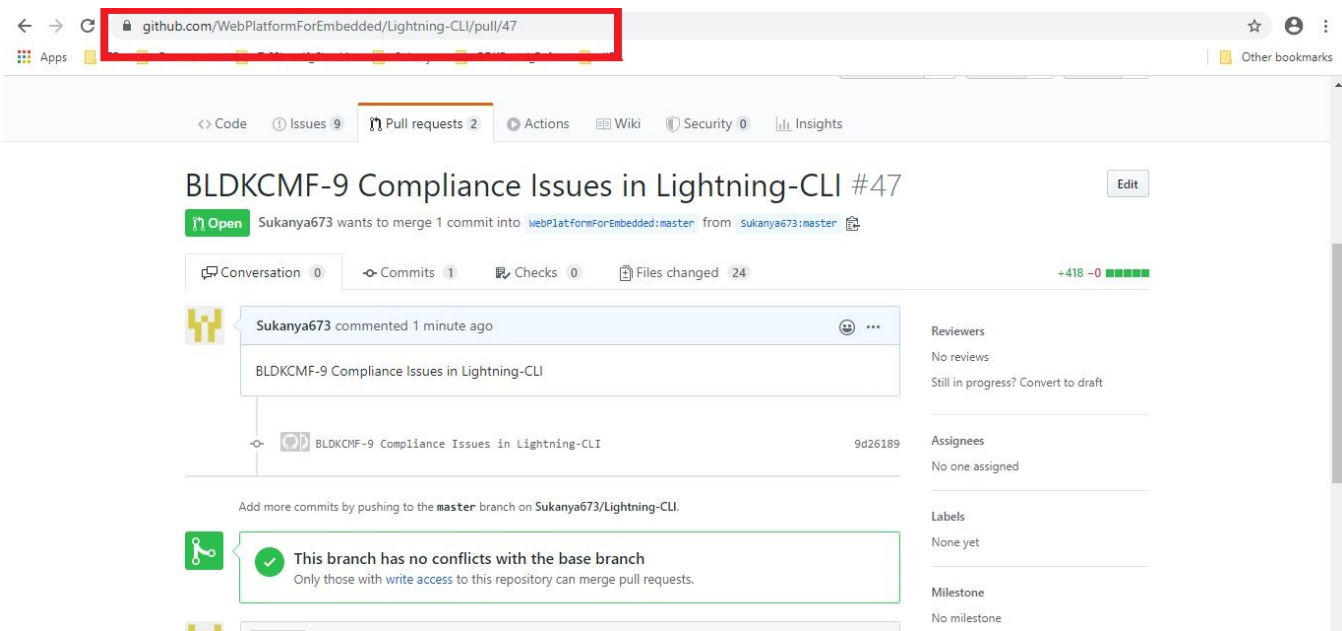 github.com/WebPlatformForEmbedded/Lightning-CLI/pull/47
Apps
Other bookmarks
Code Issues 9 Pull requests 2 Actions Wiki Security 0 Insights
BLDKCMF-9 Compliance Issues in Lightning-CLI #47
Edit
Open Sukanya673 wants to merge 1 commit into WebPlatformForEmbedded:master from Sukanya673:master
Conversation 0 Commits 1 Checks 0 Files changed 24
+418 −0
Sukanya673 commented 1 minute ago
BLDKCMF-9 Compliance Issues in Lightning-CLI
BLDKCMF-9 Compliance Issues in Lightning-CLI 9d26189
Add more commits by pushing to the master branch on Sukanya673/Lightning-CLI.
This branch has no conflicts with the base branch
Only those with write access to this repository can merge pull requests.
Reviewers
No reviews
Still in progress? Convert to draft
Assignees
No one assigned
Labels
None yet
Milestone
No milestone